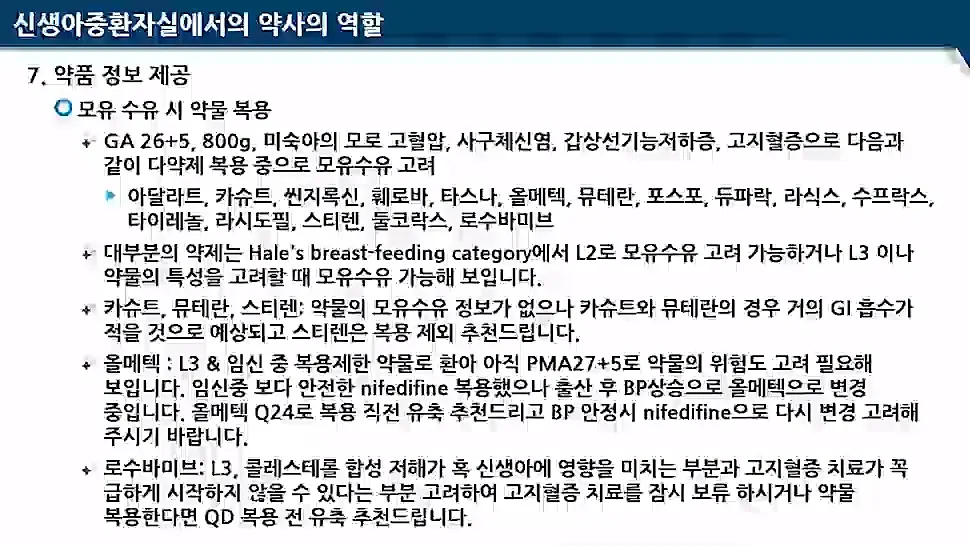 신생아중환자실에서의 약사의 역할
7. 약품 정보 제공
모유 수유 시 약물 복용
GA 26+5, 800g, 미숙아의 모로 고혈압, 사구체신염, 갑상선기능저하증, 고지혈증으로 다음과
같이 다약제 복용 중으로 모유수유 고려
아달라트, 카슈트, 씬지록신, 훼로바, 타스나, 올메텍, 뮤테란, 포스포, 듀파락, 라식스, 수프락스,
타이레놀, 라시도필, 스티렌, 둘코락스, 로수바미브
대부분의 약제는 Hale's breast-feeding category에서 L2로 모유수유 고려 가능하거나 L3 이나
약물의 특성을 고려할 때 모유수유 가능해 보입니다.
카슈트, 뮤테란, 스티렌: 약물의 모유수유 정보가 없으나 카슈트와 뮤테란의 경우 거의 GI 흡수가
적을 것으로 예상되고 스티렌은 복용 제외 추천드립니다.
올메텍 : L3 & 임신 중 복용제한 약물로 환아 아직 PMA27+5로 약물의 위험도 고려 필요해
보입니다. 임신중 보다 안전한 nifedifine 복용했으나 출산 후 BP상승으로 올메텍으로 변경
중입니다. 올메텍 Q24로 복용 직전 유축 추천드리고 BP 안정시 nifedifine으로 다시 변경 고려해
주시기 바랍니다.
로수바미브: L3, 콜레스테롤 합성 저해가 혹 신생아에 영향을 미치는 부분과 고지혈증 치료가 꼭
급하게 시작하지 않을 수 있다는 부분 고려하여 고지혈증 치료를 잠시 보류 하시거나 약물
복용한다면 QD 복용 전 유축 추천드립니다.